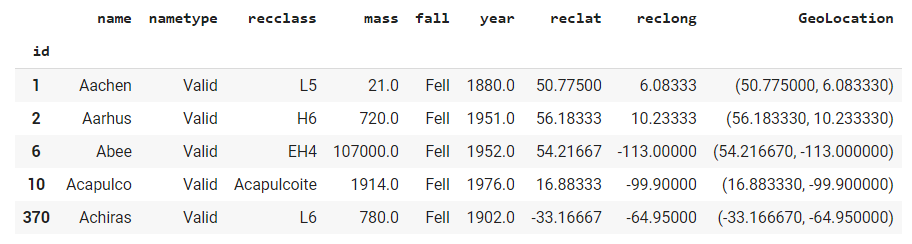 name nametype recclass mass fall year reclat reclong GeoLocation
id
1 Aachen Valid L5 21.0 Fell 1880.0 50.77500 6.08333 (50.775000, 6.083330)
2 Aarhus Valid H6 720.0 Fell 1951.0 56.18333 10.23333 (56.183330, 10.233330)
6 Abee Valid EH4 107000.0 Fell 1952.0 54.21667 -113.00000 (54.216670, -113.000000)
10 Acapulco Valid Acapulcoite 1914.0 Fell 1976.0 16.88333 -99.90000 (16.883330, -99.900000)
370 Achiras Valid L6 780.0 Fell 1902.0 -33.16667 -64.95000 (-33.166670, -64.950000)